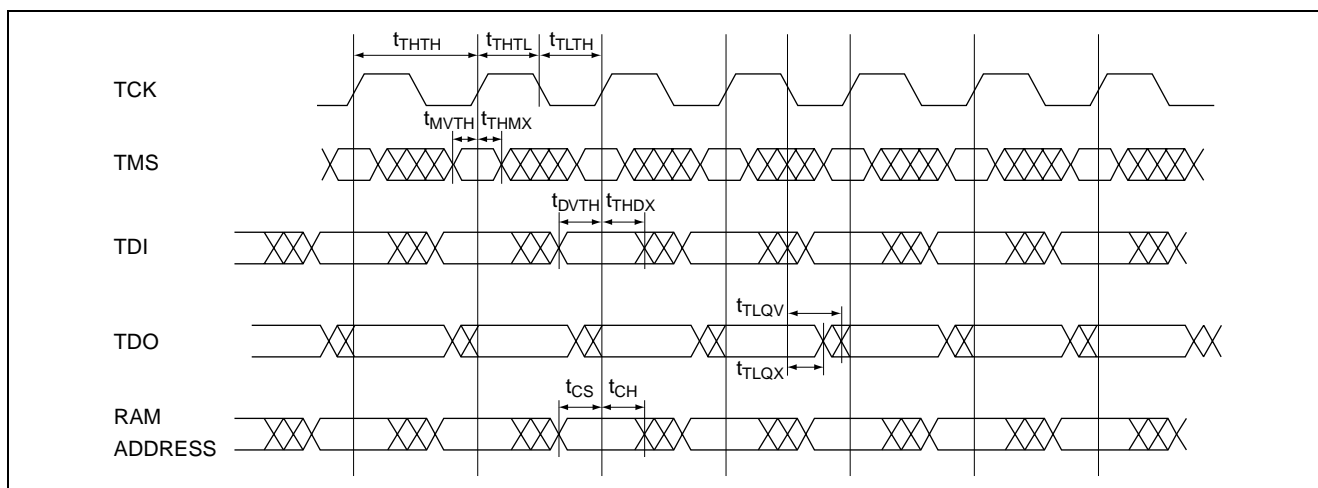 tTHTH tTHTL tTLTH
TCK
tMVTH tTHMX
TMS
tDVTH tTHDX
TDI
tTLQV
TDO
tTLQX
tCS tCH
RAM
ADDRESS